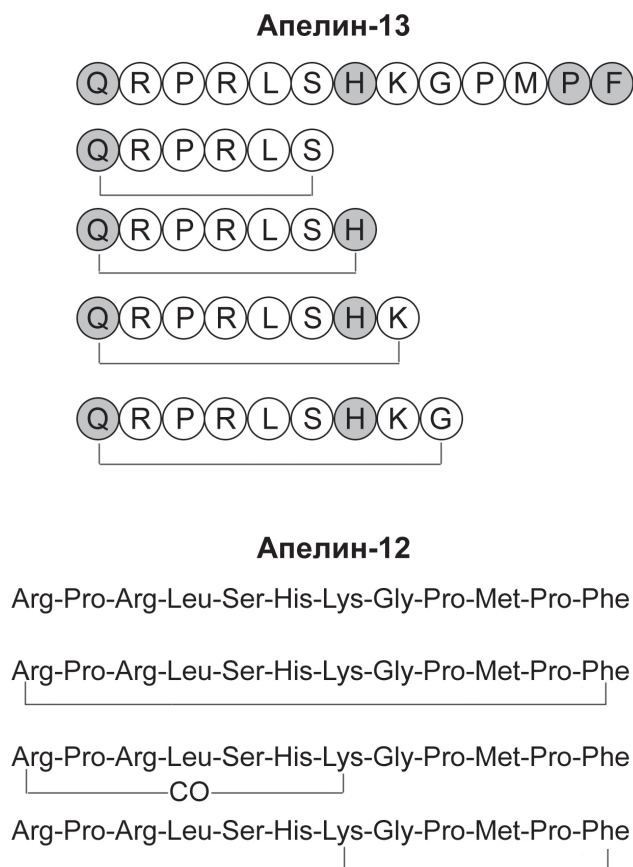 Апелин-13
QRPRLSHKGPMPF
QRPRLS
QRPRLSH
QRPRLSHK
QRPRLSHKG
Апелин-12
Arg-Pro-Arg-Leu-Ser-His-Lys-Gly-Pro-Met-Pro-Phe
Arg-Pro-Arg-Leu-Ser-His-Lys-Gly-Pro-Met-Pro-Phe
Arg-Pro-Arg-Leu-Ser-His-Lys-Gly-Pro-Met-Pro-Phe
CO
Arg-Pro-Arg-Leu-Ser-His-Lys-Gly-Pro-Met-Pro-Phe